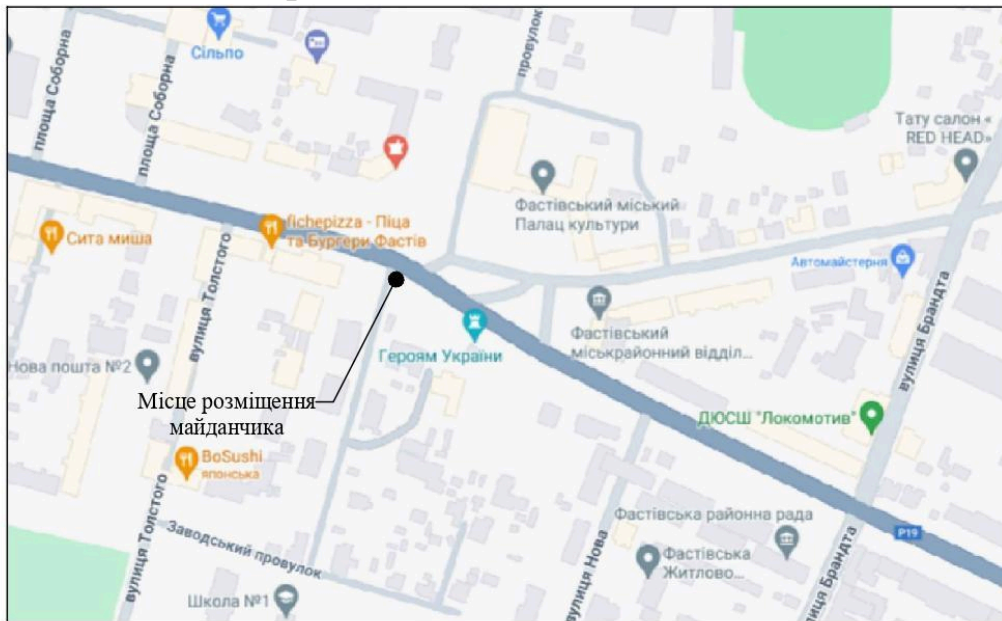 площа Соборна
площа Соборна
Сільпо
провулок
Тату салон «
RED HEAD»
Фастівський міський
Палац культури
fichepizza - Піца
та Бургери Фастів
Сита миша
вулиця Толстого
Автомайстерня
вулиця Брандта
Героям України
Фастівський
міськрайонний відділ...
Нова пошта №2
Місце розміщення
майданчика
ДЮСШ "Локомотив"
BoSushi
японська
вулиця Толстого
Заводський провулок
Школа №1
вулиця Нова
Фастівська районна рада
Фастівська
Житлово...
P19
лиця Брандта